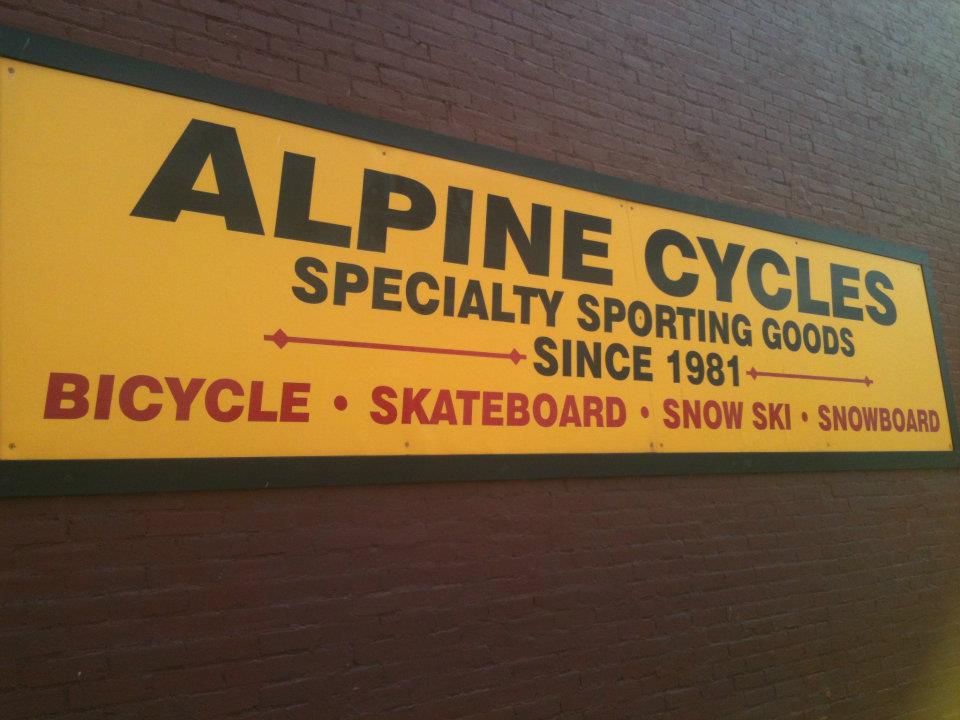 ALPINE CYCLES
SPECIALTY SPORTING GOODS
SINCE 1981
BICYCLE • SKATEBOARD • SNOW SKI • SNOWBOARD